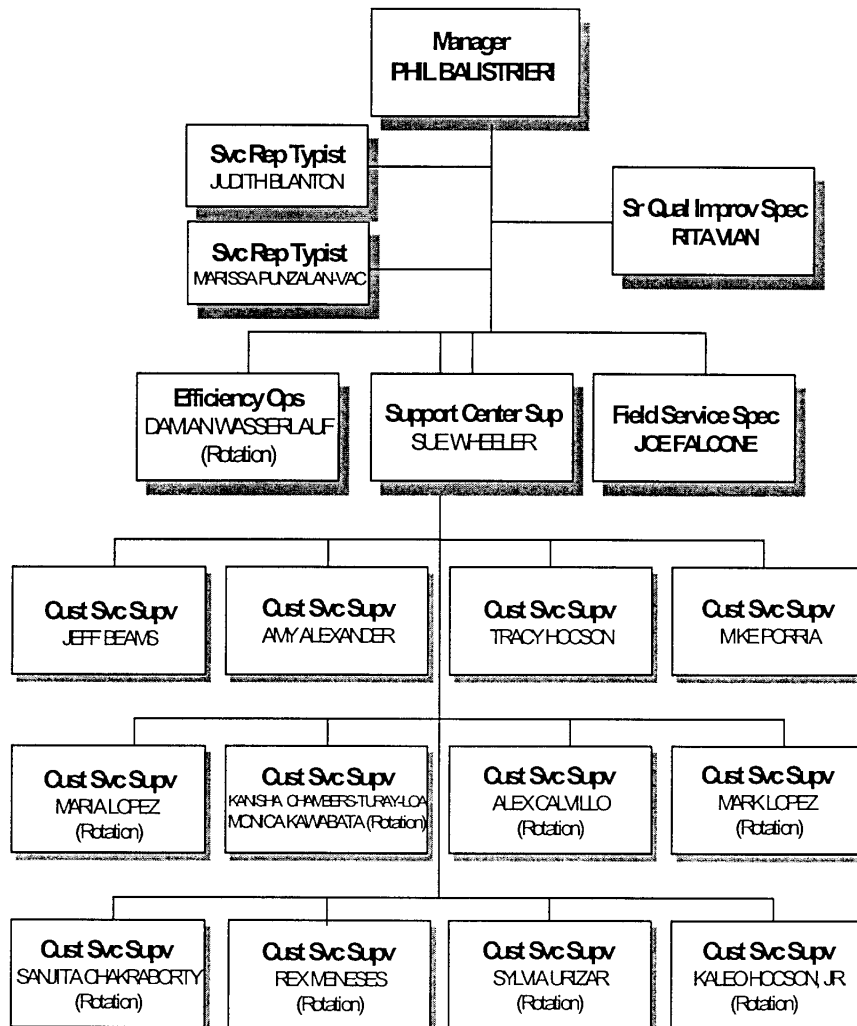 Manager
PHIL BALISTRIERI
Svc Rep Typist
JUDITH BLANTON
Sr Qual Improv Spec
RITA VIAN
Svc Rep Typist
MARISSA PUNZALAN-VAC
Efficiency Ops
DAMIAN WASSERLAUF
(Rotation)
Support Center Sup
SUE WHEELER
Field Service Spec
JOE FALCONE
Cust Svc Supv
JEFF BEAMS
Cust Svc Supv
AMY ALEXANDER
Cust Svc Supv
TRACY HOCSON
Cust Svc Supv
MIKE PORRIA
Cust Svc Supv
MARIA LOPEZ
(Rotation)
Cust Svc Supv
KANISHA CHAMBERS-TURAY-LOA
MONICA KAWABATA (Rotation)
Cust Svc Supv
ALEX CALVILLO
(Rotation)
Cust Svc Supv
MARK LOPEZ
(Rotation)
Cust Svc Supv
SANJITA CHAKRABORTY
(Rotation)
Cust Svc Supv
REX MENESES
(Rotation)
Cust Svc Supv
SYLVIA URIZAR
(Rotation)
Cust Svc Supv
KALEO HOCSON, JR.
(Rotation)